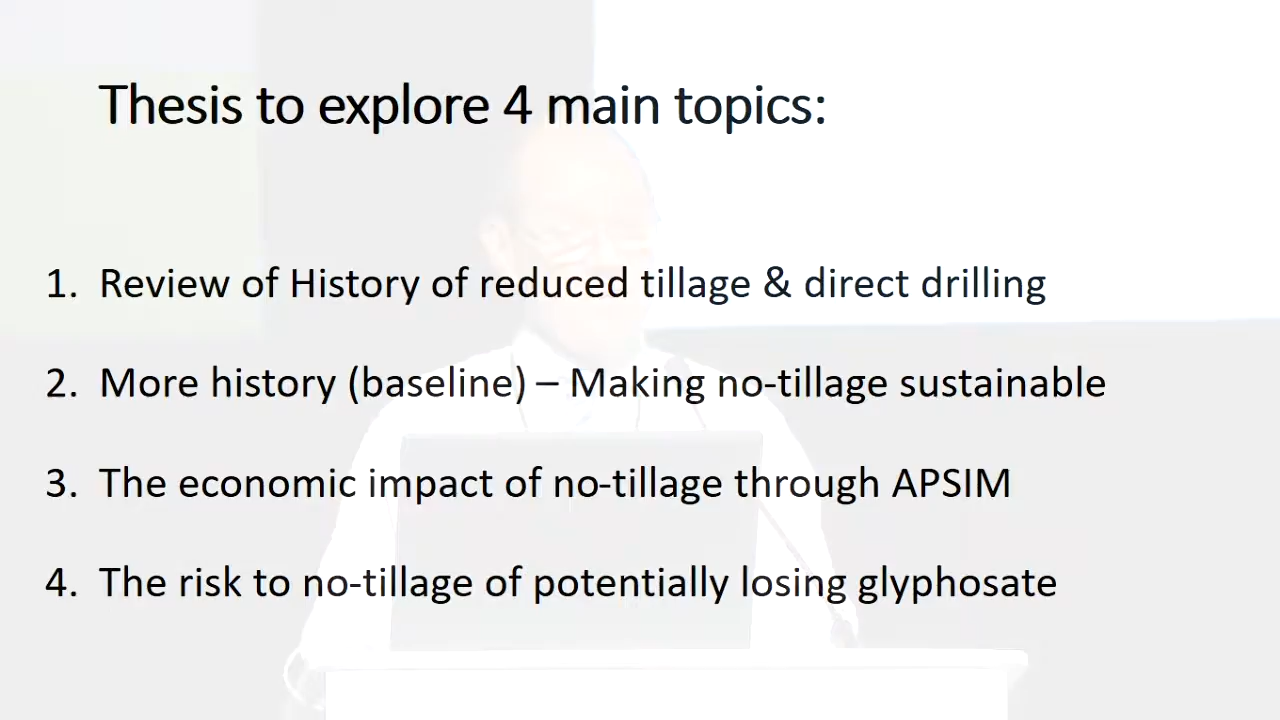 Thesis to explore 4 main topics:
1. Review of History of reduced tillage & direct drilling
2. More history (baseline) – Making no-tillage sustainable
3. The economic impact of no-tillage through APSIM
4. The risk to no-tillage of potentially losing glyphosate